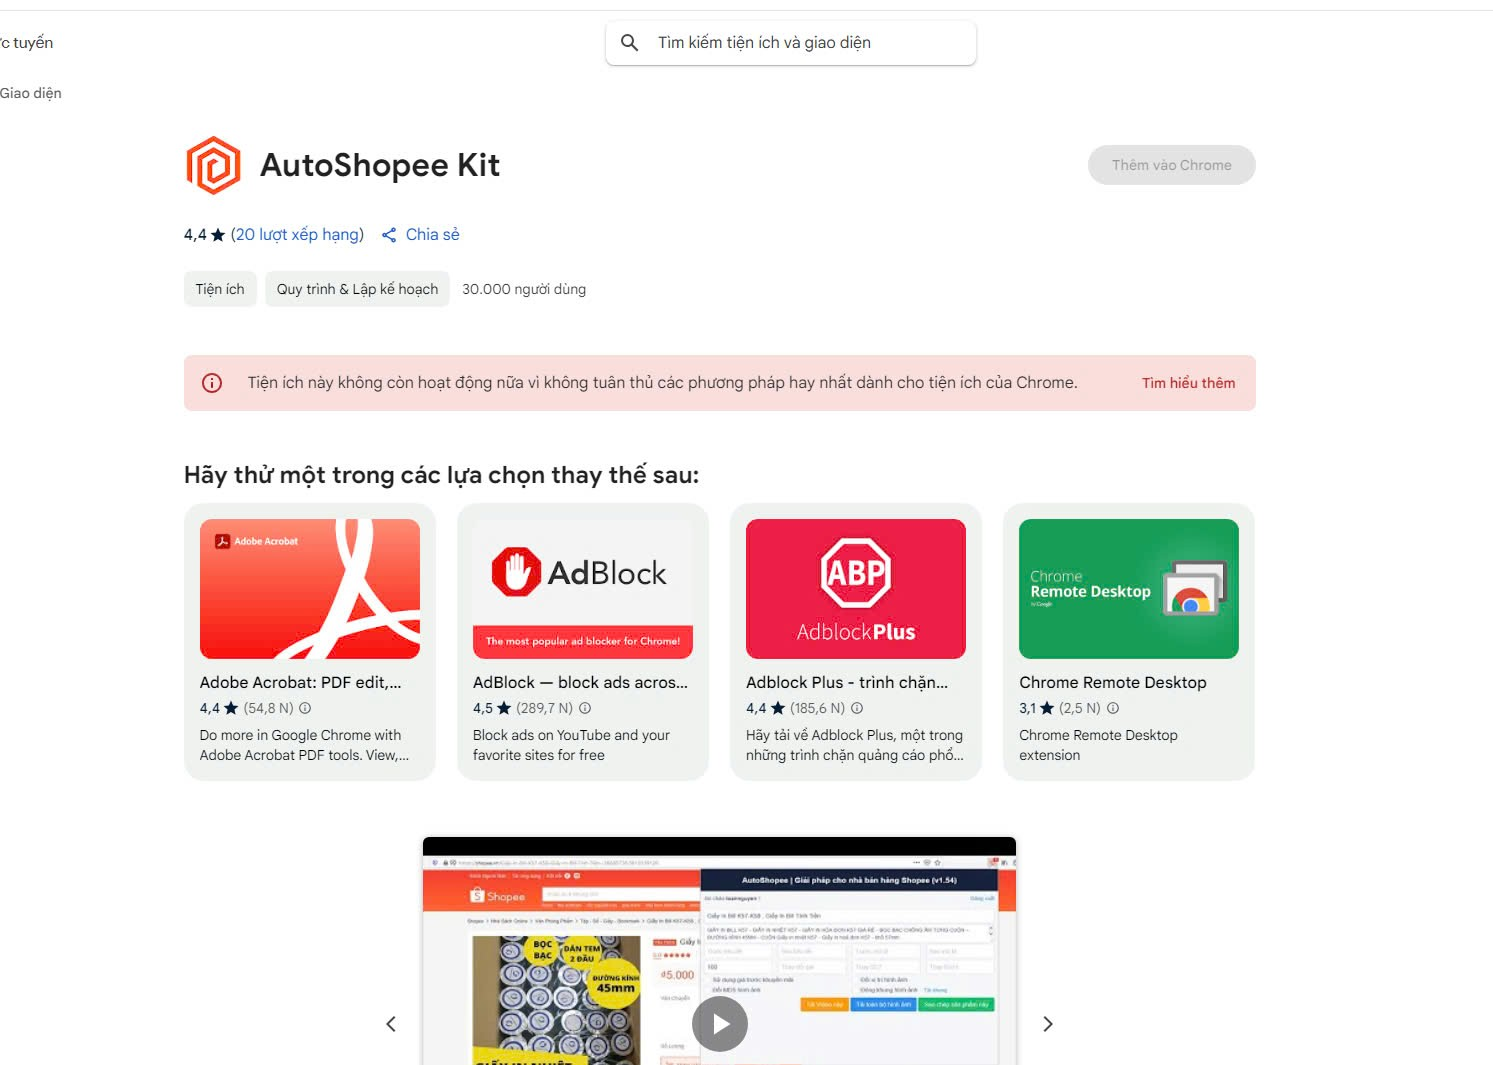 c tuyến
Tìm kiếm tiện ích và giao diện
Giao diện
AutoShopee Kit
Thêm vào Chrome
4,4 ★ (20 lượt xếp hạng) Chia sẻ
Tiện ích
Quy trình & Lập kế hoạch
30.000 người dùng
Tiện ích này không còn hoạt động nữa vì không tuân thủ các phương pháp hay nhất dành cho tiện ích của Chrome.
Tìm hiểu thêm
Hãy thử một trong các lựa chọn thay thế sau:
Adobe Acrobat
Adobe Acrobat: PDF edit,...
4,4 ★ (54,8 N)
Do more in Google Chrome with
Adobe Acrobat PDF tools. View,...
AdBlock
The most popular ad blocker for Chrome!
AdBlock — block ads acros...
4,5 ★ (289,7 N)
Block ads on YouTube and your
favorite sites for free
ABP
AdblockPlus
Adblock Plus - trình chặn...
4,4 ★ (185,6 N)
Hãy tải về Adblock Plus, một trong
những trình chặn quảng cáo phổ...
Chrome
Remote Desktop
by Google
Chrome Remote Desktop
3,1 ★ (2,5 N)
Chrome Remote Desktop
extension
AutoShopee | Giải pháp cho nhà bán hàng Shopee (v1.54)
Shopee
BỌC
BẠC
DÁN TEM
2 ĐẦU
ĐƯỜNG KÍNH
45mm
₫5.000
GIẤY IN NHIỆT